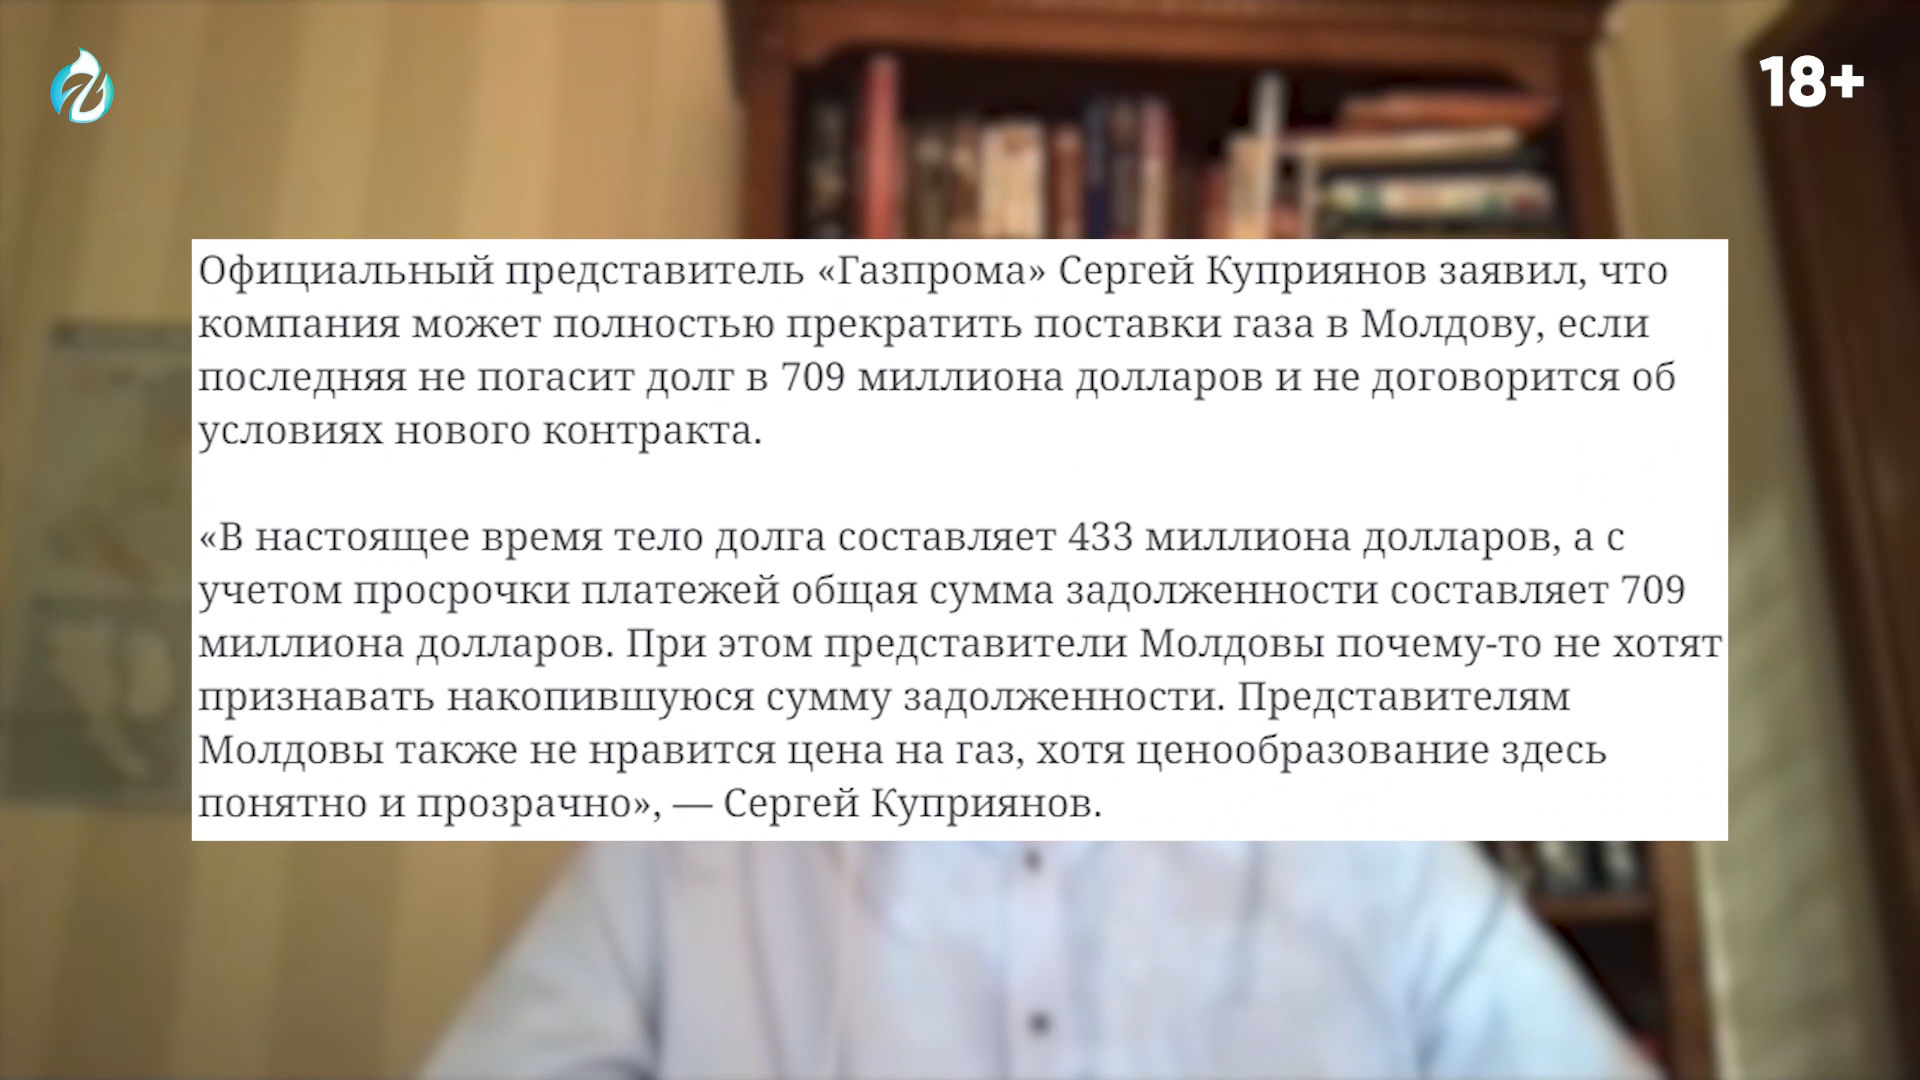 18+
Официальный представитель «Газпрома» Сергей Куприянов заявил, что
компания может полностью прекратить поставки газа в Молдову, если
последняя не погасит долг в 709 миллиона долларов и не договорится об
условиях нового контракта.
«В настоящее время тело долга составляет 433 миллиона долларов, а с
учетом просрочки платежей общая сумма задолженности составляет 709
миллиона долларов. При этом представители Молдовы почему-то не хотят
признавать накопившуюся сумму задолженности. Представителям
Молдовы также не нравится цена на газ, хотя ценообразование здесь
понятно и прозрачно», — Сергей Куприянов.